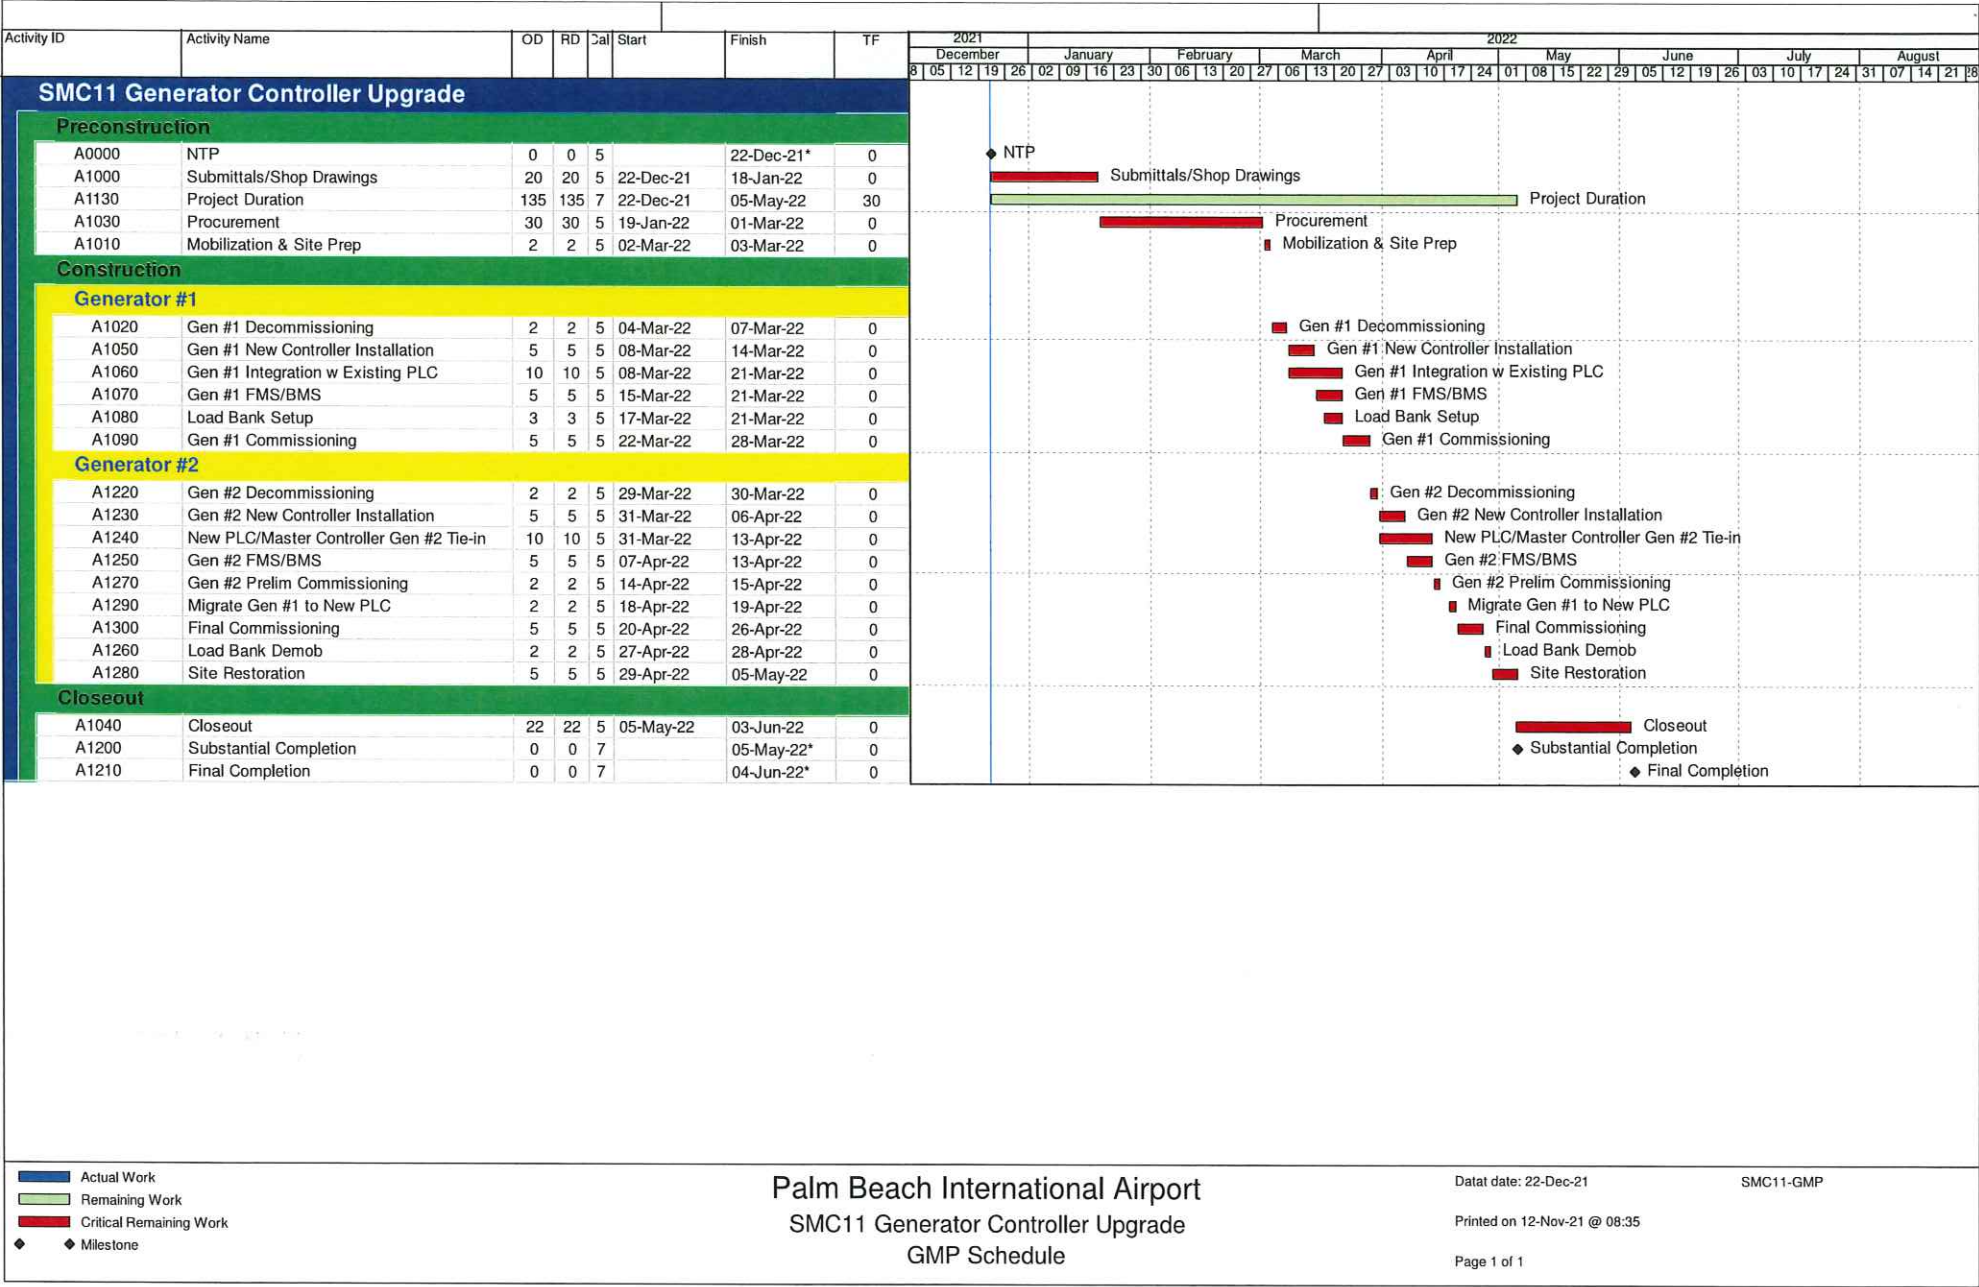 Activity ID Activity Name OD RD Cal Start Finish TF 2021 2022
December January February March April May June July August
8 05 12 19 26 02 09 16 23 30 06 13 20 27 06 13 20 27 03 10 17 24 01 08 15 22 29 05 12 19 26 03 10 17 24 31 07 14 21 28
SMC11 Generator Controller Upgrade
Preconstruction
A0000 NTP 0 0 5 22-Dec-21* 0 NTP
A1000 Submittals/Shop Drawings 20 20 5 22-Dec-21 18-Jan-22 0 Submittals/Shop Drawings
A1130 Project Duration 135 135 7 22-Dec-21 05-May-22 30 Project Duration
A1030 Procurement 30 30 5 19-Jan-22 01-Mar-22 0 Procurement
A1010 Mobilization & Site Prep 2 2 5 02-Mar-22 03-Mar-22 0 Mobilization & Site Prep
Construction
Generator #1
A1020 Gen #1 Decommissioning 2 2 5 04-Mar-22 07-Mar-22 0 Gen #1 Decommissioning
A1050 Gen #1 New Controller Installation 5 5 5 08-Mar-22 14-Mar-22 0 Gen #1 New Controller Installation
A1060 Gen #1 Integration w Existing PLC 10 10 5 08-Mar-22 21-Mar-22 0 Gen #1 Integration w Existing PLC
A1070 Gen #1 FMS/BMS 5 5 5 15-Mar-22 21-Mar-22 0 Gen #1 FMS/BMS
A1080 Load Bank Setup 3 3 5 17-Mar-22 21-Mar-22 0 Load Bank Setup
A1090 Gen #1 Commissioning 5 5 5 22-Mar-22 28-Mar-22 0 Gen #1 Commissioning
Generator #2
A1220 Gen #2 Decommissioning 2 2 5 29-Mar-22 30-Mar-22 0 Gen #2 Decommissioning
A1230 Gen #2 New Controller Installation 5 5 5 31-Mar-22 06-Apr-22 0 Gen #2 New Controller Installation
A1240 New PLC/Master Controller Gen #2 Tie-in 10 10 5 31-Mar-22 13-Apr-22 0 New PLC/Master Controller Gen #2 Tie-in
A1250 Gen #2 FMS/BMS 5 5 5 07-Apr-22 13-Apr-22 0 Gen #2 FMS/BMS
A1270 Gen #2 Prelim Commissioning 2 2 5 14-Apr-22 15-Apr-22 0 Gen #2 Prelim Commissioning
A1290 Migrate Gen #1 to New PLC 2 2 5 18-Apr-22 19-Apr-22 0 Migrate Gen #1 to New PLC
A1300 Final Commissioning 5 5 5 20-Apr-22 26-Apr-22 0 Final Commissioning
A1260 Load Bank Demob 2 2 5 27-Apr-22 28-Apr-22 0 Load Bank Demob
A1280 Site Restoration 5 5 5 29-Apr-22 05-May-22 0 Site Restoration
Closeout
A1040 Closeout 22 22 5 05-May-22 03-Jun-22 0 Closeout
A1200 Substantial Completion 0 0 7 05-May-22* 0 Substantial Completion
A1210 Final Completion 0 0 7 04-Jun-22* 0 Final Completion
Actual Work
Remaining Work
Critical Remaining Work
Milestone
Palm Beach International Airport
SMC11 Generator Controller Upgrade
GMP Schedule
Datat date: 22-Dec-21 SMC11-GMP
Printed on 12-Nov-21 @ 08:35
Page 1 of 1